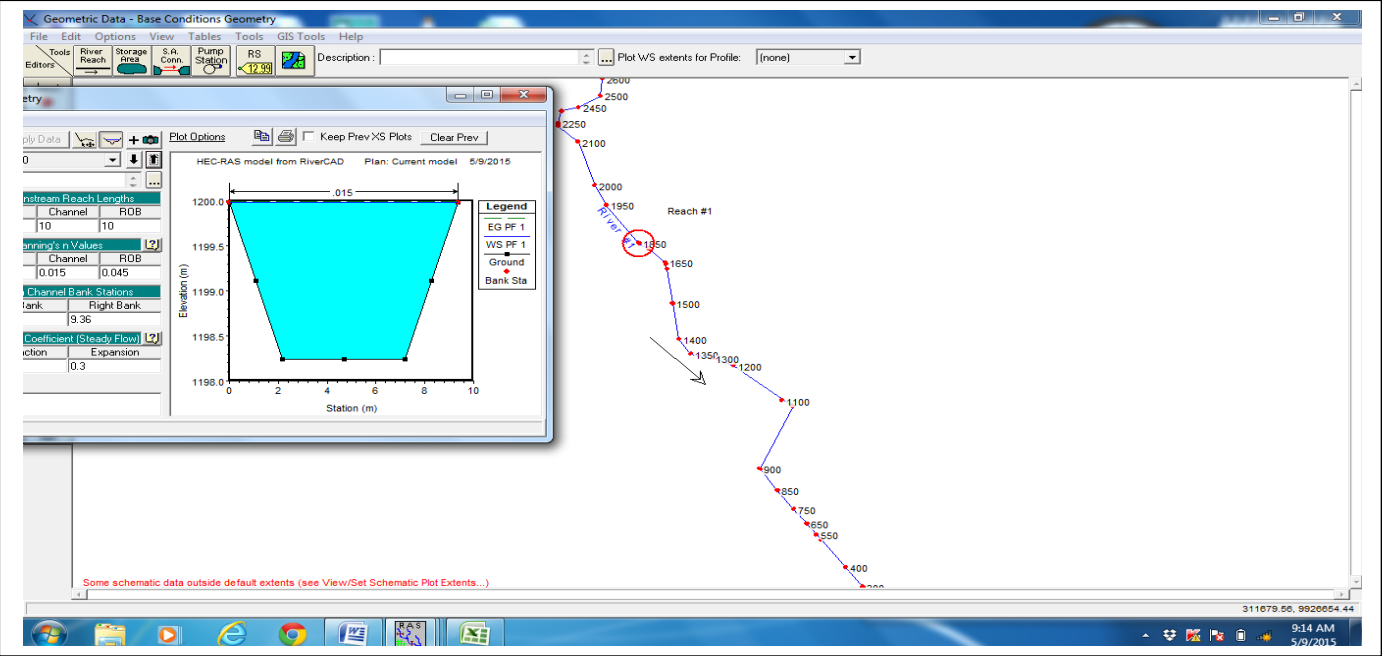 Geometric Data - Base Conditions Geometry
File Edit Options View Tables Tools GIS Tools Help
Tools
Editors
River Reach
Storage Area
S.A. Conn.
Pump Station
RS
12.99
Description :
...
Plot WS extents for Profile:
(none)
etry
ply Data
Plot Options
Keep Prev XS Plots
Clear Prev
0
...
nstream Reach Lengths
Channel ROB
10 10
anning's n Values
Channel ROB
0.015 0.045
Channel Bank Stations
Bank Right Bank
9.36
Coefficient (Steady Flow)
ction Expansion
0.3
HEC-RAS model from RiverCAD Plan: Current model 5/9/2015
.015
1200.0
1199.5
1199.0
1198.5
1198.0
Elevation (m)
0 2 4 6 8 10
Station (m)
Legend
EG PF 1
WS PF 1
Ground
Bank Sta
2600
2500
2450
2250
2100
2000
1950
River #1
Reach #1
1850
1650
1500
1400
1350
1300
1200
1100
900
850
750
650
550
400
Some schematic data outside default extents (see View/Set Schematic Plot Extents...)
311679.56, 9926654.44
RAS
9:14 AM
5/9/2015